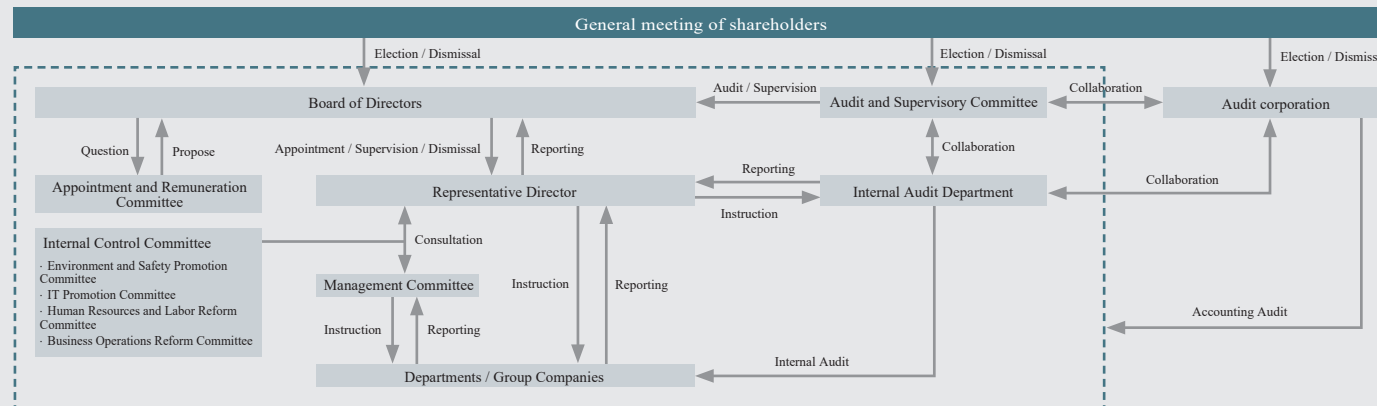 General meeting of shareholders
Election / Dismissal
Election / Dismissal
Election / Dismiss
Board of Directors
Audit / Supervision
Audit and Supervisory Committee
Collaboration
Audit corporation
Question
Propose
Appointment / Supervision / Dismissal
Reporting
Collaboration
Appointment and Remuneration
Committee
Representative Director
Reporting
Instruction
Internal Audit Department
Collaboration
Internal Control Committee
· Environment and Safety Promotion
Committee
· IT Promotion Committee
· Human Resources and Labor Reform
Committee
· Business Operations Reform Committee
Consultation
Management Committee
Instruction
Reporting
Instruction
Reporting
Accounting Audit
Internal Audit
Departments / Group Companies